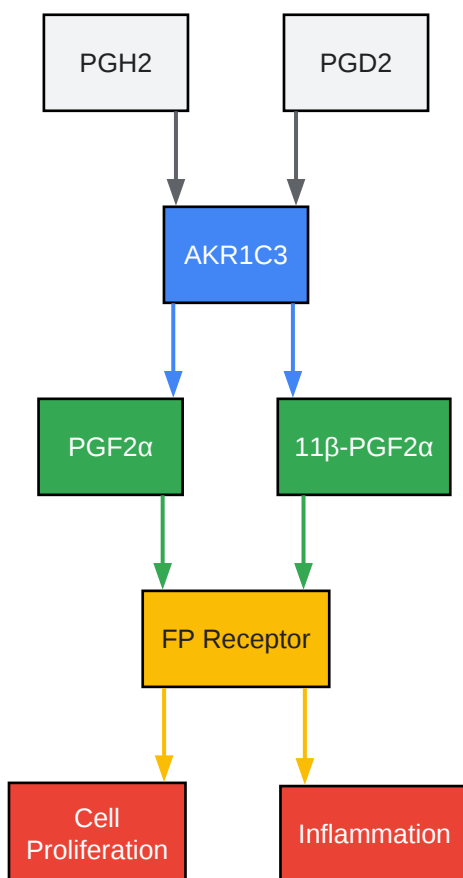 PGH2
PGD2
AKR1C3
PGF2α
11β-PGF2α
FP Receptor
Cell
Proliferation
Inflammation